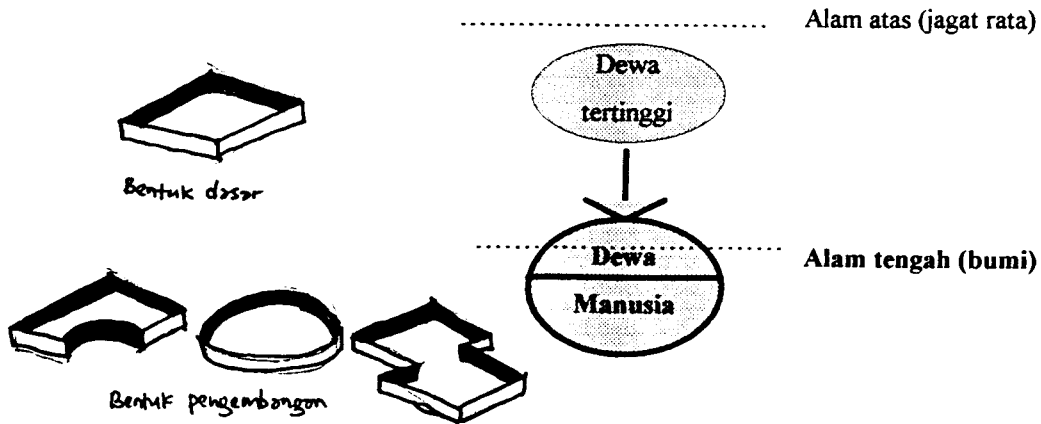 Alam atas (jagat rata)
Dewa
tertinggi
Bentuk dasar
Dewa
Alam tengah (bumi)
Manusia
Bentuk pengembangan